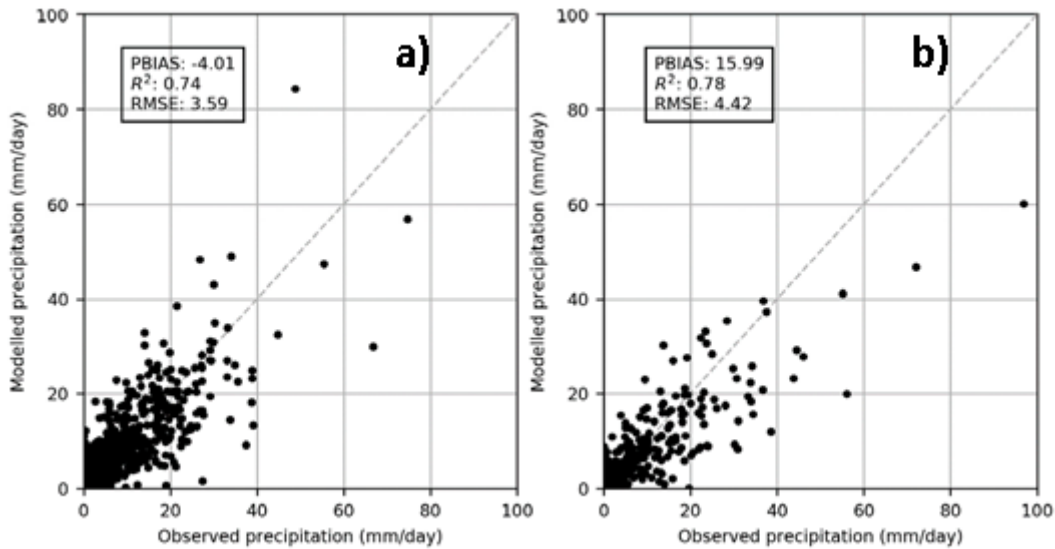 a)
PBIAS: -4.01
R²: 0.74
RMSE: 3.59
Modelled precipitation (mm/day)
100
80
60
40
20
0
0 20 40 60 80 100
Observed precipitation (mm/day)
b)
PBIAS: 15.99
R²: 0.78
RMSE: 4.42
Modelled precipitation (mm/day)
100
80
60
40
20
0
0 20 40 60 80 100
Observed precipitation (mm/day)